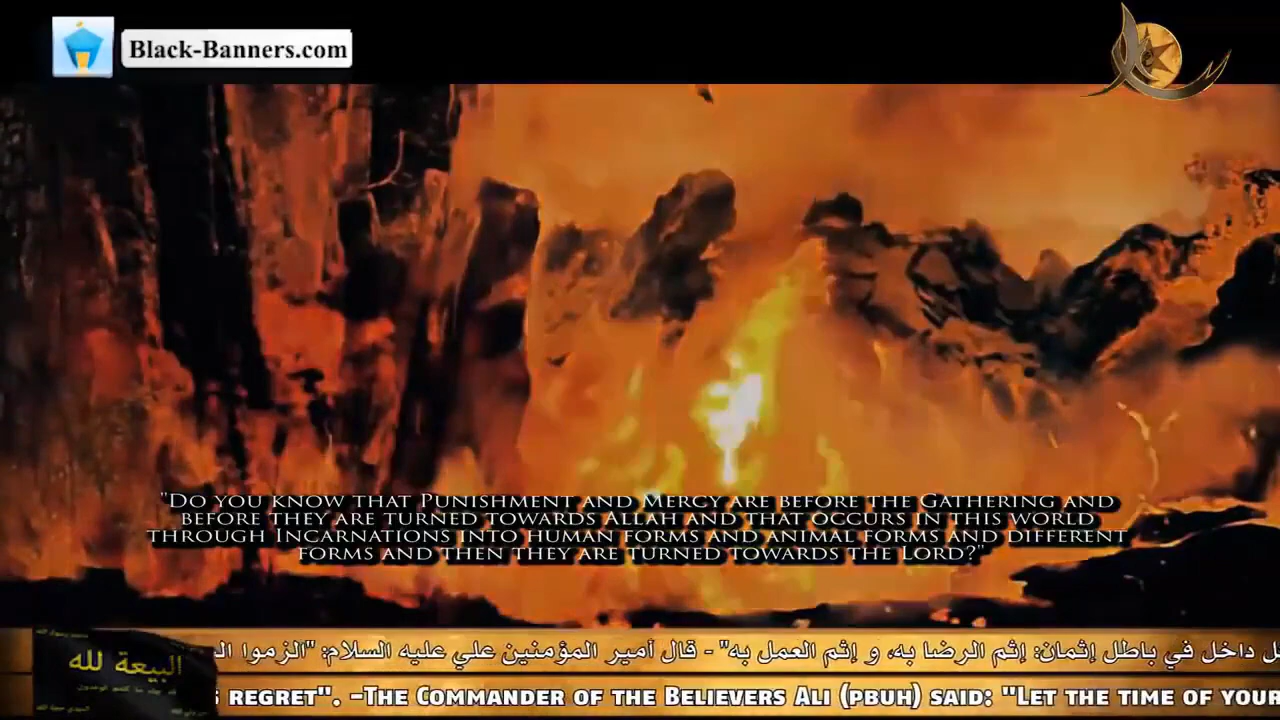 Black-Banners.com
"Do you know that Punishment and Mercy are before the Gathering and
before they are turned towards Allah and that occurs in this world
through Incarnations into human forms and animal forms and different
forms and then they are turned towards the Lord?"
داخل في باطل إثمان: إثم الرضا به، و إثم العمل به" - قال أمير المؤمنين علي عليه السلام: "الزموا
البيعة لله
regret". –The Commander of the Believers Ali (pbuh) said: "Let the time of your